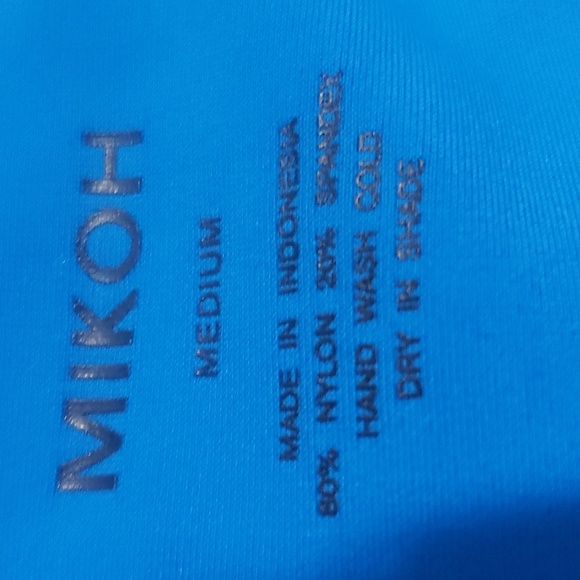 MIKOH
MEDIUM
MADE IN INDONESIA
80% NYLON 20% SPANDEX
HAND WASH COLD
DRY IN SHADE